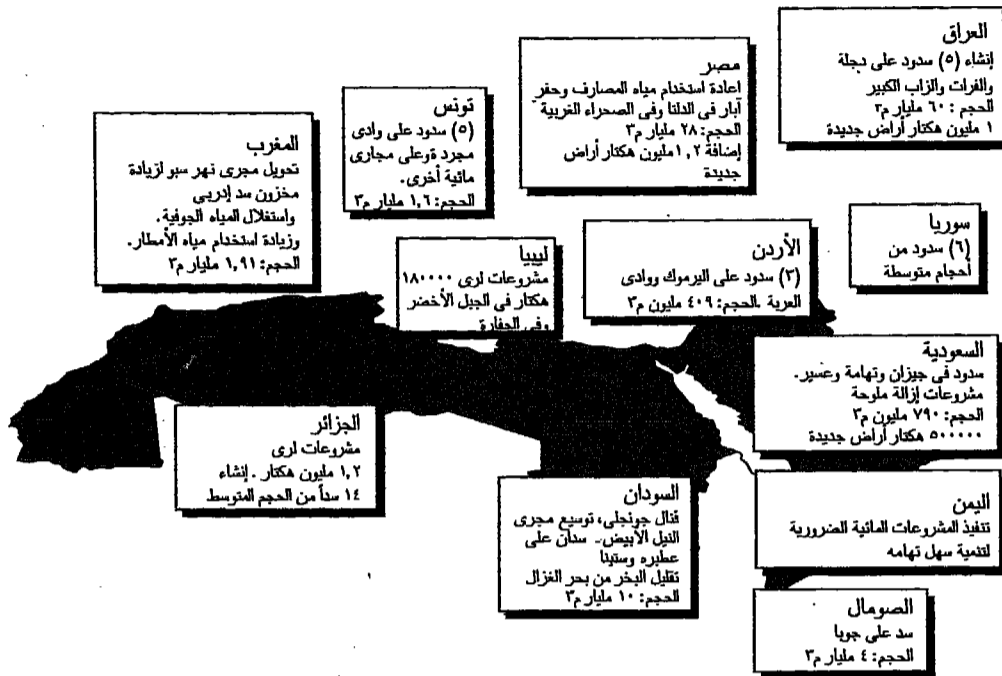 العراق
إنشاء (٥) سدود على دجلة
والفرات والزاب الكبير
الحجم: ٦٠ مليار م٣
١ مليون هكتار أراض جديدة
مصر
اعادة استخدام مياه المصارف وحفر
آبار فى الدلتا وفى الصحراء الغربية
الحجم: ٢٨ مليار م٣
إضافة ١,٢ مليون هكتار أراض
جديدة
تونس
(٥) سدود على وادى
مجرد ةوعلى مجارى
مائية أخرى.
الحجم: ١,٦ مليار م٣
المغرب
تحويل مجرى نهر سبو لزيادة
مخزون سد إدريى
واستغلال المياه الجوفية.
وزيادة استخدام مياه الأمطار.
الحجم: ١,٩١ مليار م٣
سوريا
(٦) سدود من
أحجام متوسطة
الأردن
(٣) سدود على اليرموك ووادى
العربة .الحجم: ٤٠٩ مليون م٣
ليبيا
مشروعات لرى ١٨٠٠٠٠
هكتار فى الجبل الأخضر
وفى الجفارة
السعودية
سدود فى جيزان وتهامة وعسير.
مشروعات إزالة ملوحة
الحجم: ٧٩٠ مليون م٣
٥٠٠٠٠٠ هكتار أراض جديدة
الجزائر
مشروعات لرى
١,٢ مليون هكتار . إنشاء
١٤ سداً من الحجم المتوسط
السودان
قنال جونجلى، توسيع مجرى
النيل الأبيض۔ سدان على
عطبره وستيتا
تقليل البخر من بحر الغزال
الحجم: ١٠ مليار م٣
اليمن
تنفيذ المشروعات المائية الضرورية
لتنمية سهل تهامه
الصومال
سد على جوبا
الحجم: ٤ مليار م٣